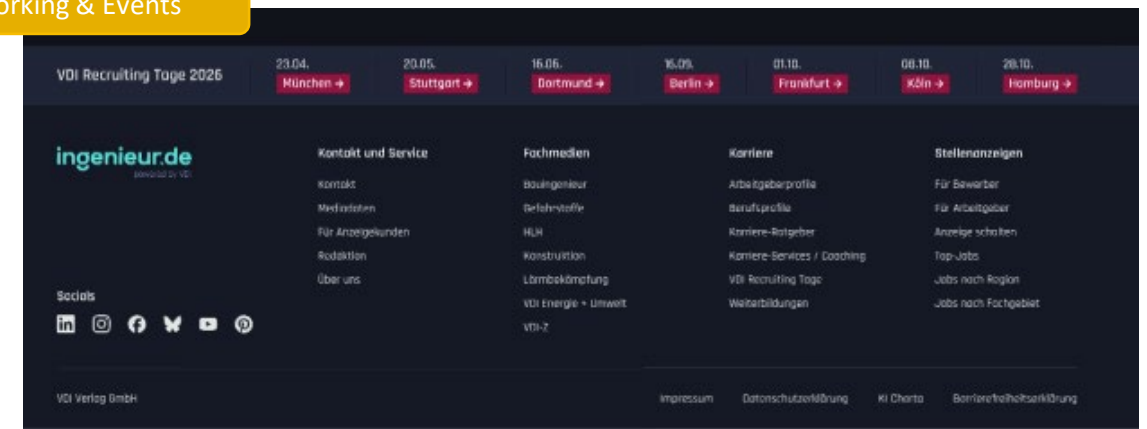 orking & Events
VDI Recruiting Tage 2026
23.04.
München →
20.05.
Stuttgart →
16.06.
Dortmund →
16.09.
Berlin →
01.10.
Frankfurt →
08.10.
Köln →
28.10.
Hamburg →
ingenieur.de
powered by VDI
Socials
Kontakt und Service
Kontakt
Mediadaten
Für Anzeigekunden
Redaktion
Über uns
Fachmedien
Bauingenieur
Gefahrstoffe
HLH
Konstruktion
Lärmbekämpfung
VDI Energie + Umwelt
VDI-Z
Karriere
Arbeitgeberprofile
Berufsprofile
Karriere-Ratgeber
Karriere-Services / Coaching
VDI Recruiting Tage
Weiterbildungen
Stellenanzeigen
Für Bewerber
Für Arbeitgeber
Anzeige schalten
Top-Jobs
Jobs nach Region
Jobs nach Fachgebiet
VDI Verlag GmbH
Impressum
Datenschutzerklärung
KI Charta
Barrierefreiheitserklärung